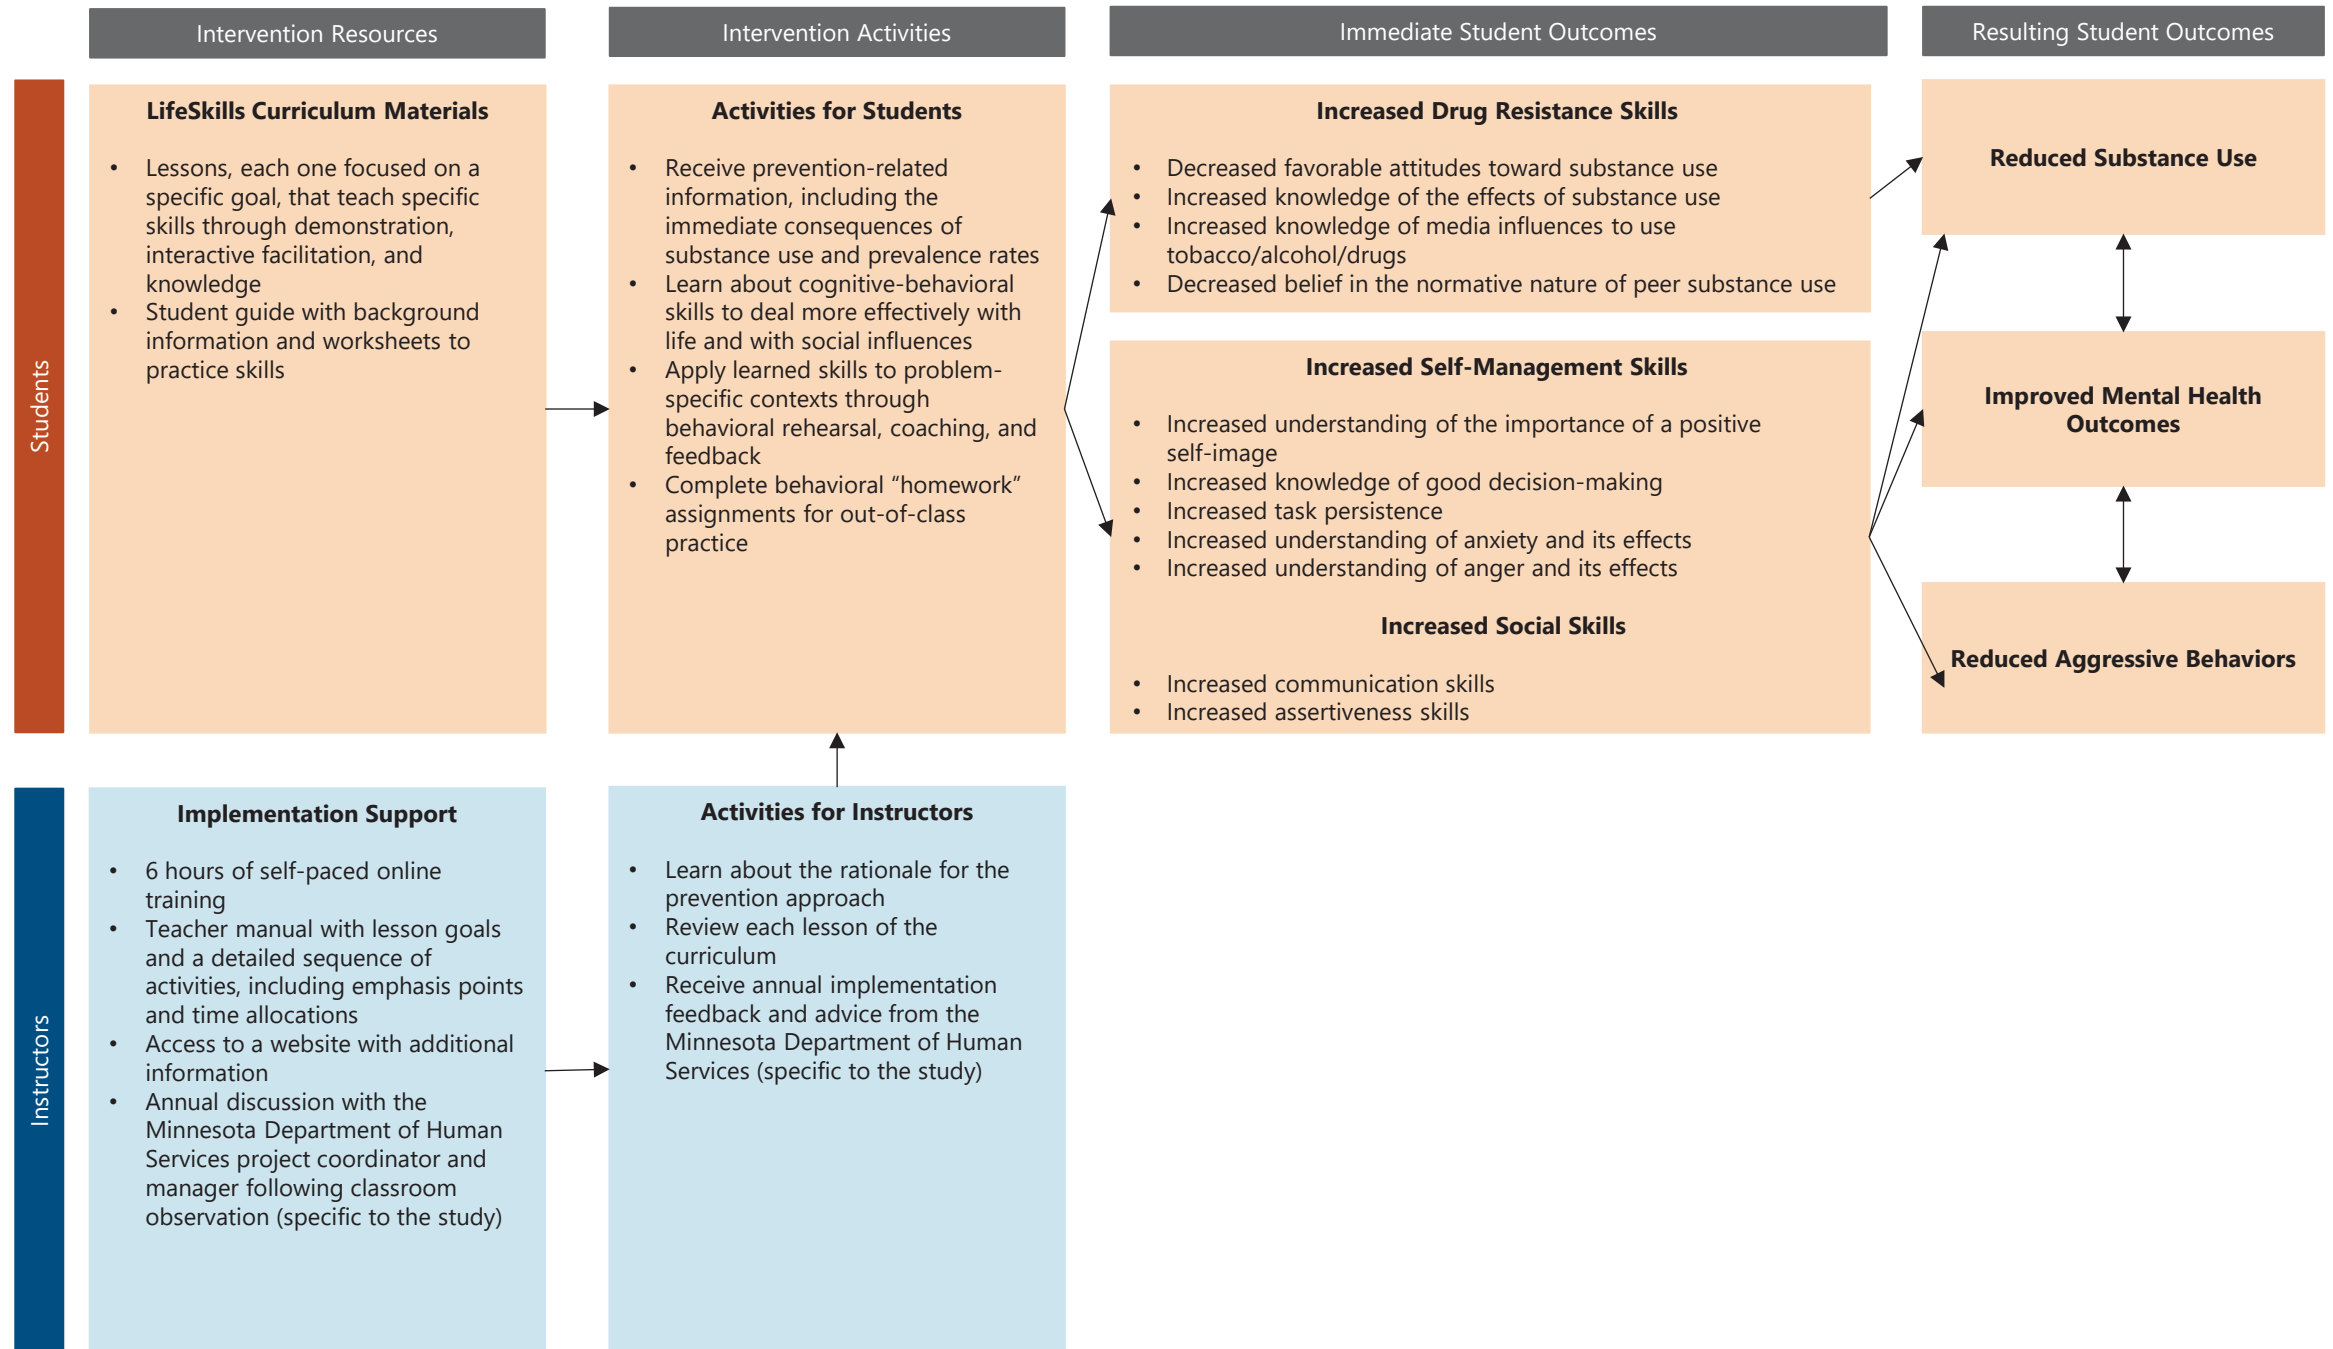 Intervention Resources
Intervention Activities
Immediate Student Outcomes
Resulting Student Outcomes
Students
LifeSkills Curriculum Materials
• Lessons, each one focused on a
specific goal, that teach specific
skills through demonstration,
interactive facilitation, and
knowledge
• Student guide with background
information and worksheets to
practice skills
Activities for Students
• Receive prevention-related
information, including the
immediate consequences of
substance use and prevalence rates
• Learn about cognitive-behavioral
skills to deal more effectively with
life and with social influences
• Apply learned skills to problem-
specific contexts through
behavioral rehearsal, coaching, and
feedback
• Complete behavioral “homework”
assignments for out-of-class
practice
Increased Drug Resistance Skills
• Decreased favorable attitudes toward substance use
• Increased knowledge of the effects of substance use
• Increased knowledge of media influences to use
tobacco/alcohol/drugs
• Decreased belief in the normative nature of peer substance use
Increased Self-Management Skills
• Increased understanding of the importance of a positive
self-image
• Increased knowledge of good decision-making
• Increased task persistence
• Increased understanding of anxiety and its effects
• Increased understanding of anger and its effects
Increased Social Skills
• Increased communication skills
• Increased assertiveness skills
Reduced Substance Use
Improved Mental Health
Outcomes
Reduced Aggressive Behaviors
Instructors
Implementation Support
• 6 hours of self-paced online
training
• Teacher manual with lesson goals
and a detailed sequence of
activities, including emphasis points
and time allocations
• Access to a website with additional
information
• Annual discussion with the
Minnesota Department of Human
Services project coordinator and
manager following classroom
observation (specific to the study)
Activities for Instructors
• Learn about the rationale for the
prevention approach
• Review each lesson of the
curriculum
• Receive annual implementation
feedback and advice from the
Minnesota Department of Human
Services (specific to the study)